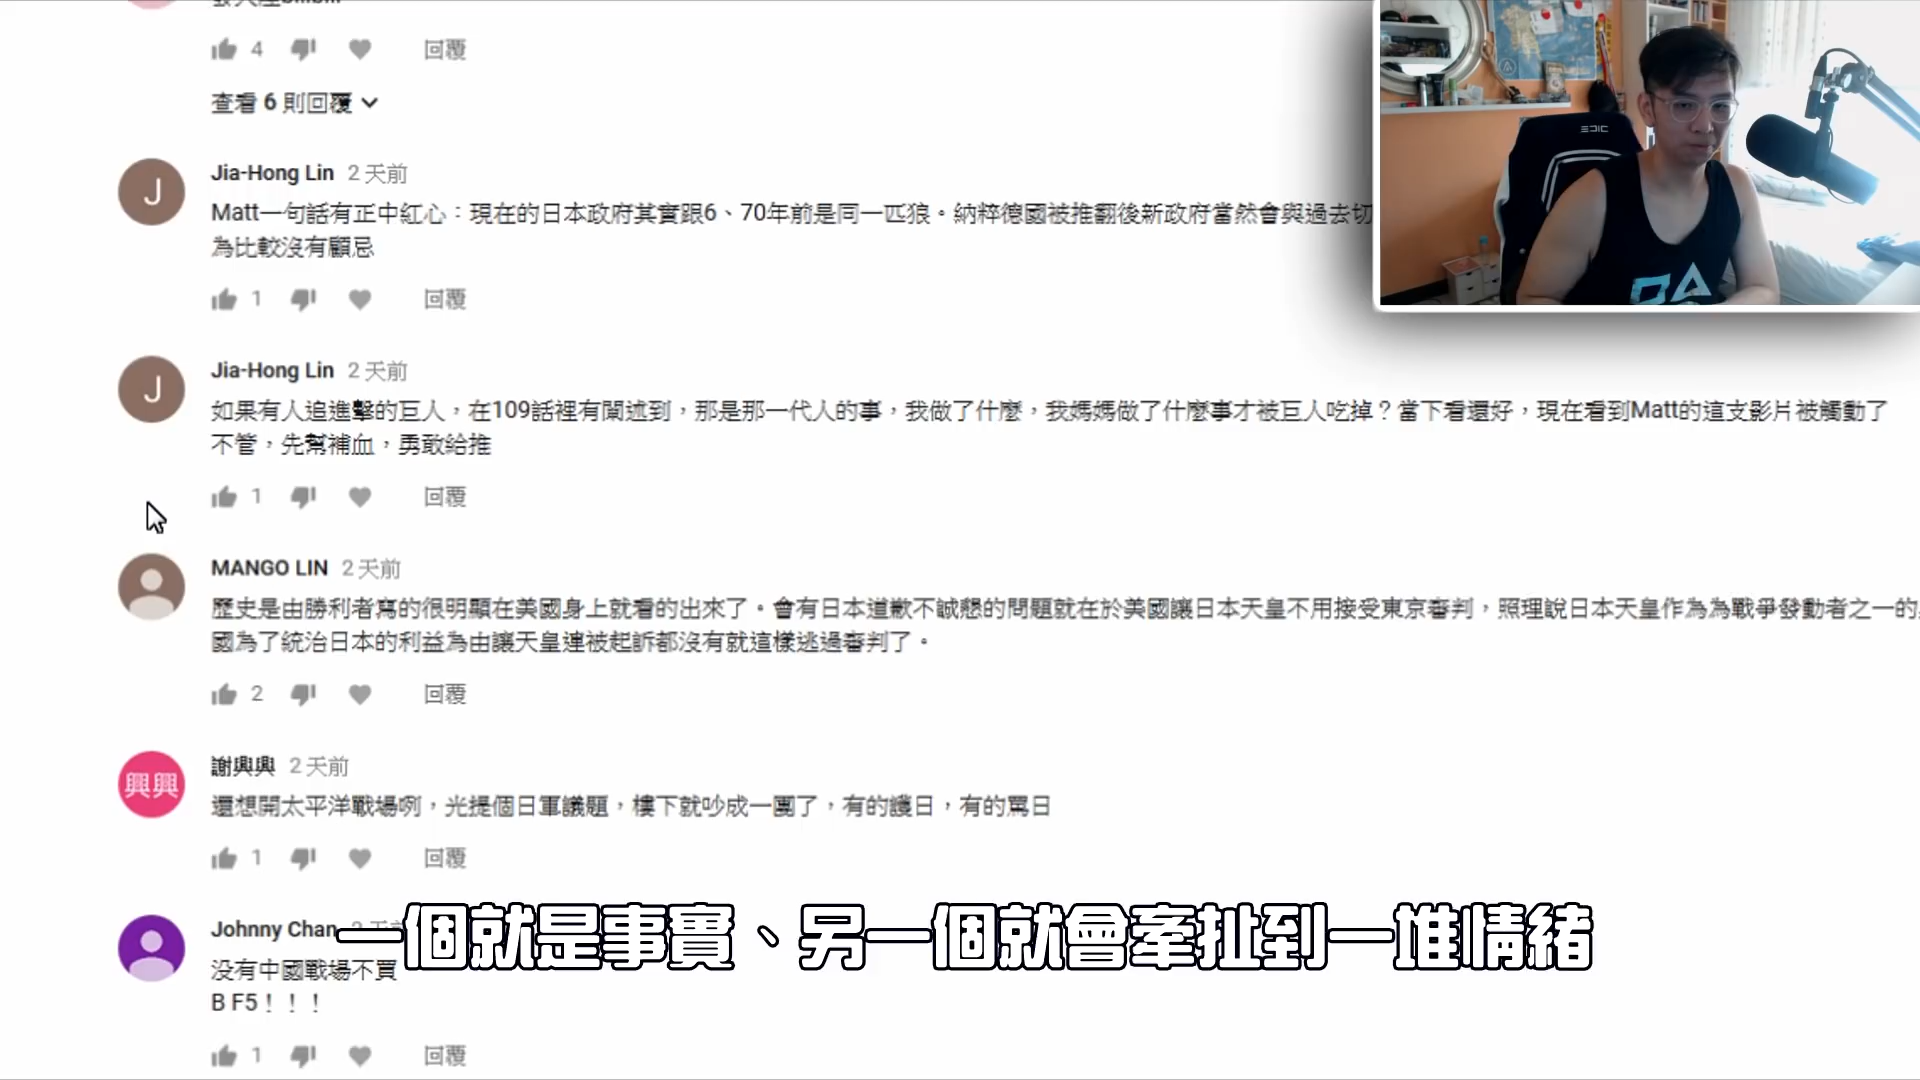 4 回覆
查看 6 則回覆
J
Jia-Hong Lin 2 天前
Matt一句話有正中紅心：現在的日本政府其實跟6、70年前是同一匹狼。納粹德國被推翻後新政府當然會與過去切
為比較沒有顧忌
1 回覆
J
Jia-Hong Lin 2 天前
如果有人追進擊的巨人，在109話裡有闡述到，那是那一代人的事，我做了什麼，我媽媽做了什麼事才被巨人吃掉？當下看還好，現在看到Matt的這支影片被觸動了
不管，先幫補血，勇敢給推
1 回覆
MANGO LIN 2 天前
歷史是由勝利者寫的很明顯在美國身上就看的出來了。會有日本道歉不誠懇的問題就在於美國讓日本天皇不用接受東京審判，照理說日本天皇作為為戰爭發動者之一的
國為了統治日本的利益為由讓天皇連被起訴都沒有就這樣逃過審判了。
2 回覆
興興
謝興興 2 天前
還想開太平洋戰場咧，光提個日軍議題，樓下就吵成一團了，有的護日，有的罵日
1 回覆
Johnny Chan
没有中國戰場不買
B F5！！！
1 回覆
一個就是事實、另一個就會牽扯到一堆情緒